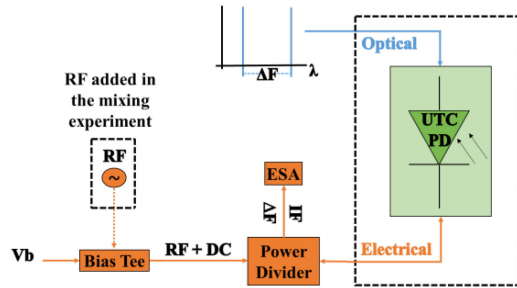 ΔF
λ
Optical
UTC
PD
RF added in
the mixing
experiment
RF
~
ESA
ΔF
IF
Vb
Bias Tee
RF + DC
Power
Divider
Electrical